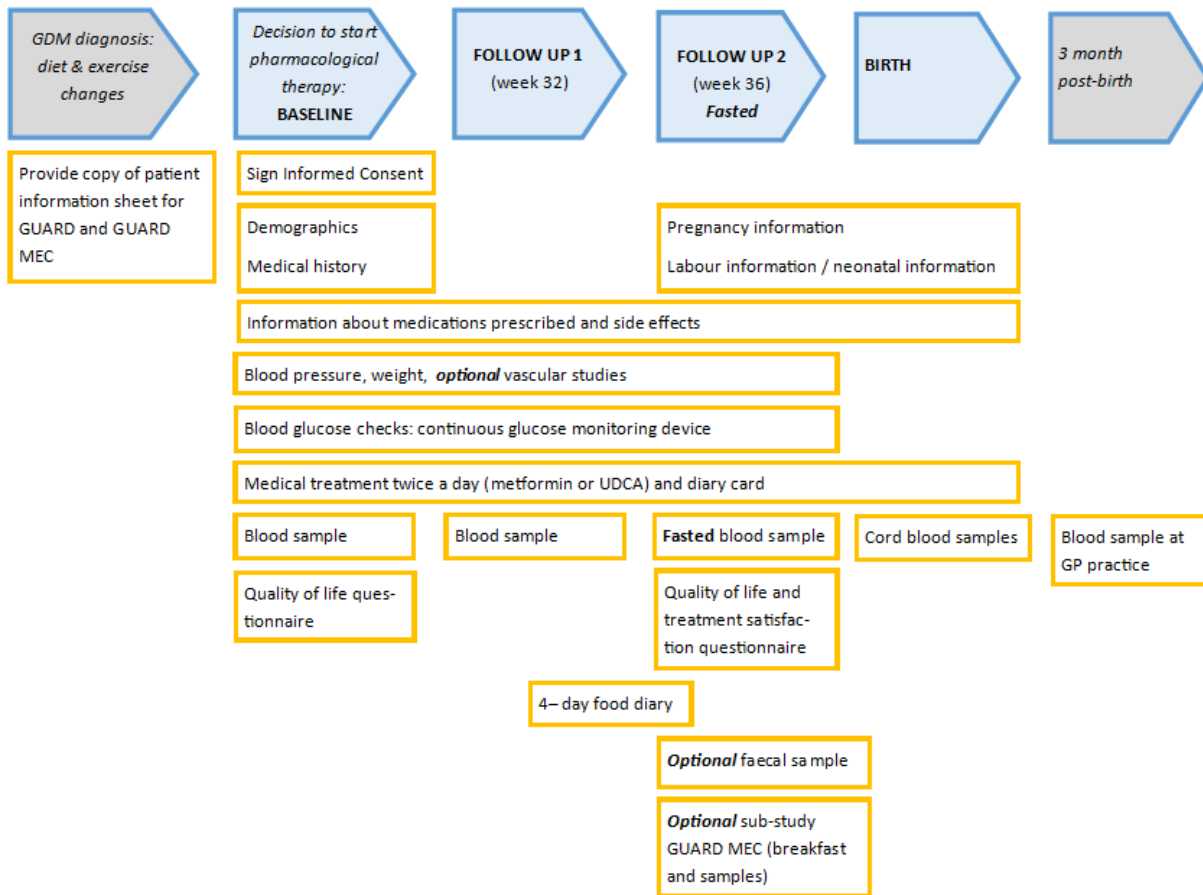 GDM diagnosis:
diet & exercise
changes
Decision to start
pharmacological
therapy:
BASELINE
FOLLOW UP 1
(week 32)
FOLLOW UP 2
(week 36)
Fasted
BIRTH
3 month
post-birth
Provide copy of patient
information sheet for
GUARD and GUARD
MEC
Sign Informed Consent
Demographics
Medical history
Pregnancy information
Labour information / neonatal information
Information about medications prescribed and side effects
Blood pressure, weight, optional vascular studies
Blood glucose checks: continuous glucose monitoring device
Medical treatment twice a day (metformin or UDCA) and diary card
Blood sample
Blood sample
Fasted blood sample
Cord blood samples
Blood sample at
GP practice
Quality of life ques-
tionnaire
Quality of life and
treatment satisfac-
tion questionnaire
4– day food diary
Optional faecal sample
Optional sub-study
GUARD MEC (breakfast
and samples)